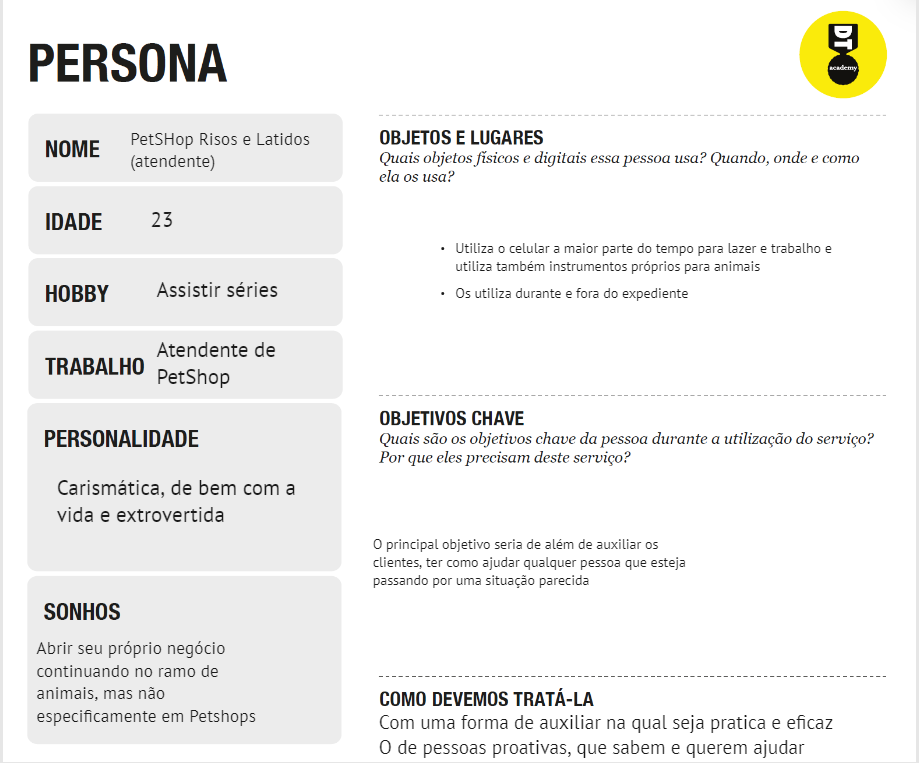 PERSONA
DT
academy
NOME
PetSHop Risos e Latidos
(atendente)
IDADE
23
HOBBY
Assistir séries
TRABALHO
Atendente de
PetShop
PERSONALIDADE
Carismática, de bem com a
vida e extrovertida
SONHOS
Abrir seu próprio negócio
continuando no ramo de
animais, mas não
especificamente em Petshops
OBJETOS E LUGARES
Quais objetos físicos e digitais essa pessoa usa? Quando, onde e como
ela os usa?
• Utiliza o celular a maior parte do tempo para lazer e trabalho e
utiliza também instrumentos próprios para animais
• Os utiliza durante e fora do expediente
OBJETIVOS CHAVE
Quais são os objetivos chave da pessoa durante a utilização do serviço?
Por que eles precisam deste serviço?
O principal objetivo seria de além de auxiliar os
clientes, ter como ajudar qualquer pessoa que esteja
passando por uma situação parecida
COMO DEVEMOS TRATÁ-LA
Com uma forma de auxiliar na qual seja pratica e eficaz
O de pessoas proativas, que sabem e querem ajudar